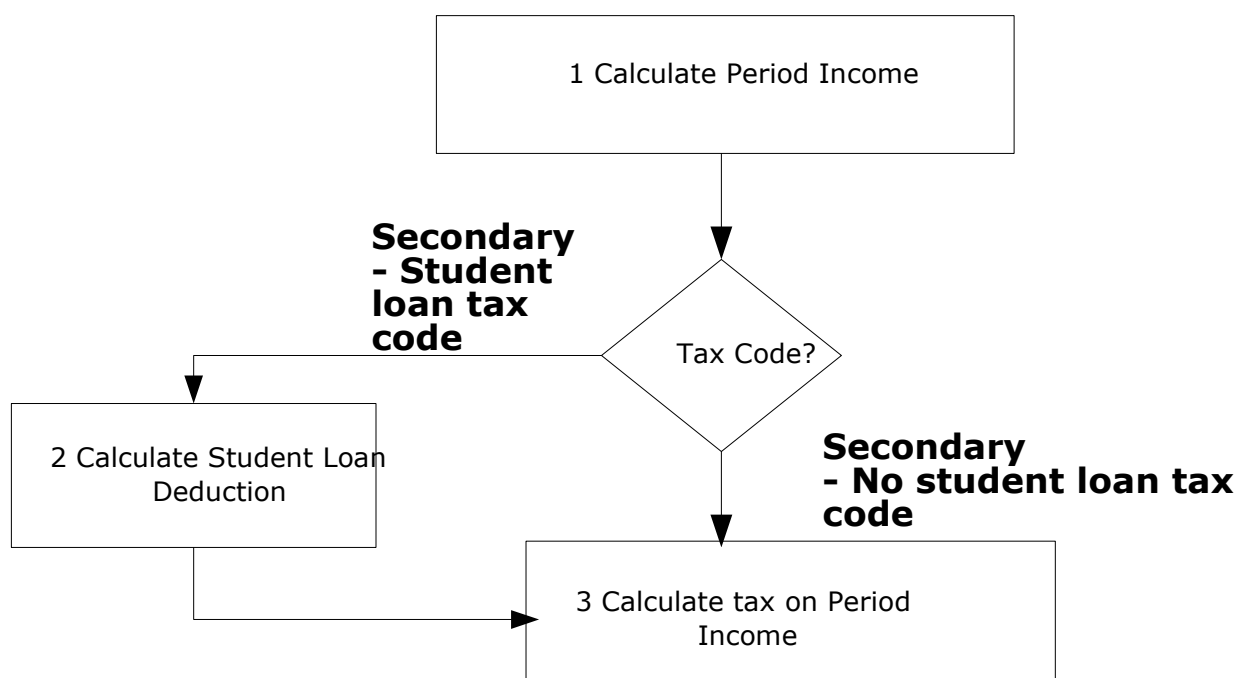 1 Calculate Period Income
Secondary
- Student
loan tax
code
Tax Code?
2 Calculate Student Loan
Deduction
Secondary
- No student loan tax
code
3 Calculate tax on Period
Income